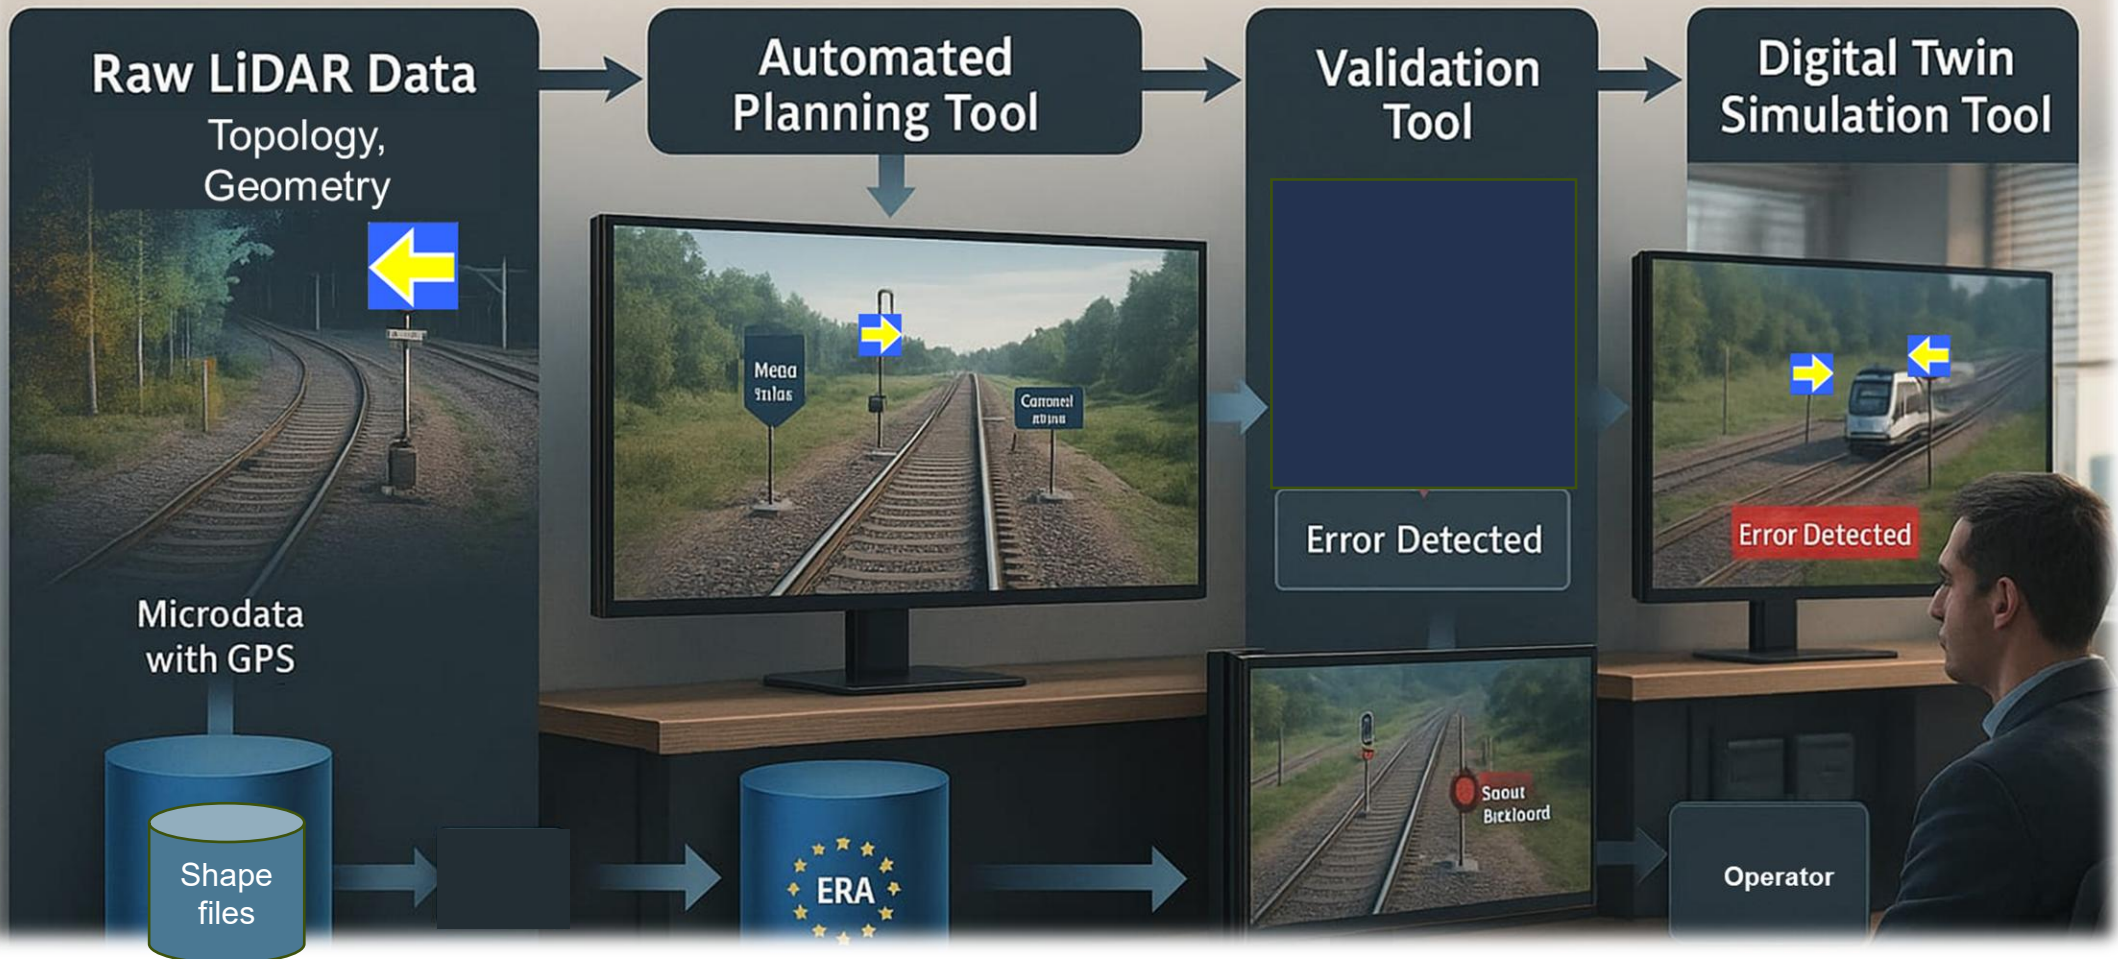 Raw LiDAR Data
Topology,
Geometry
Automated
Planning Tool
Validation
Tool
Digital Twin
Simulation Tool
Error Detected
Error Detected
Microdata
with GPS
Shape
files
ERA
Operator